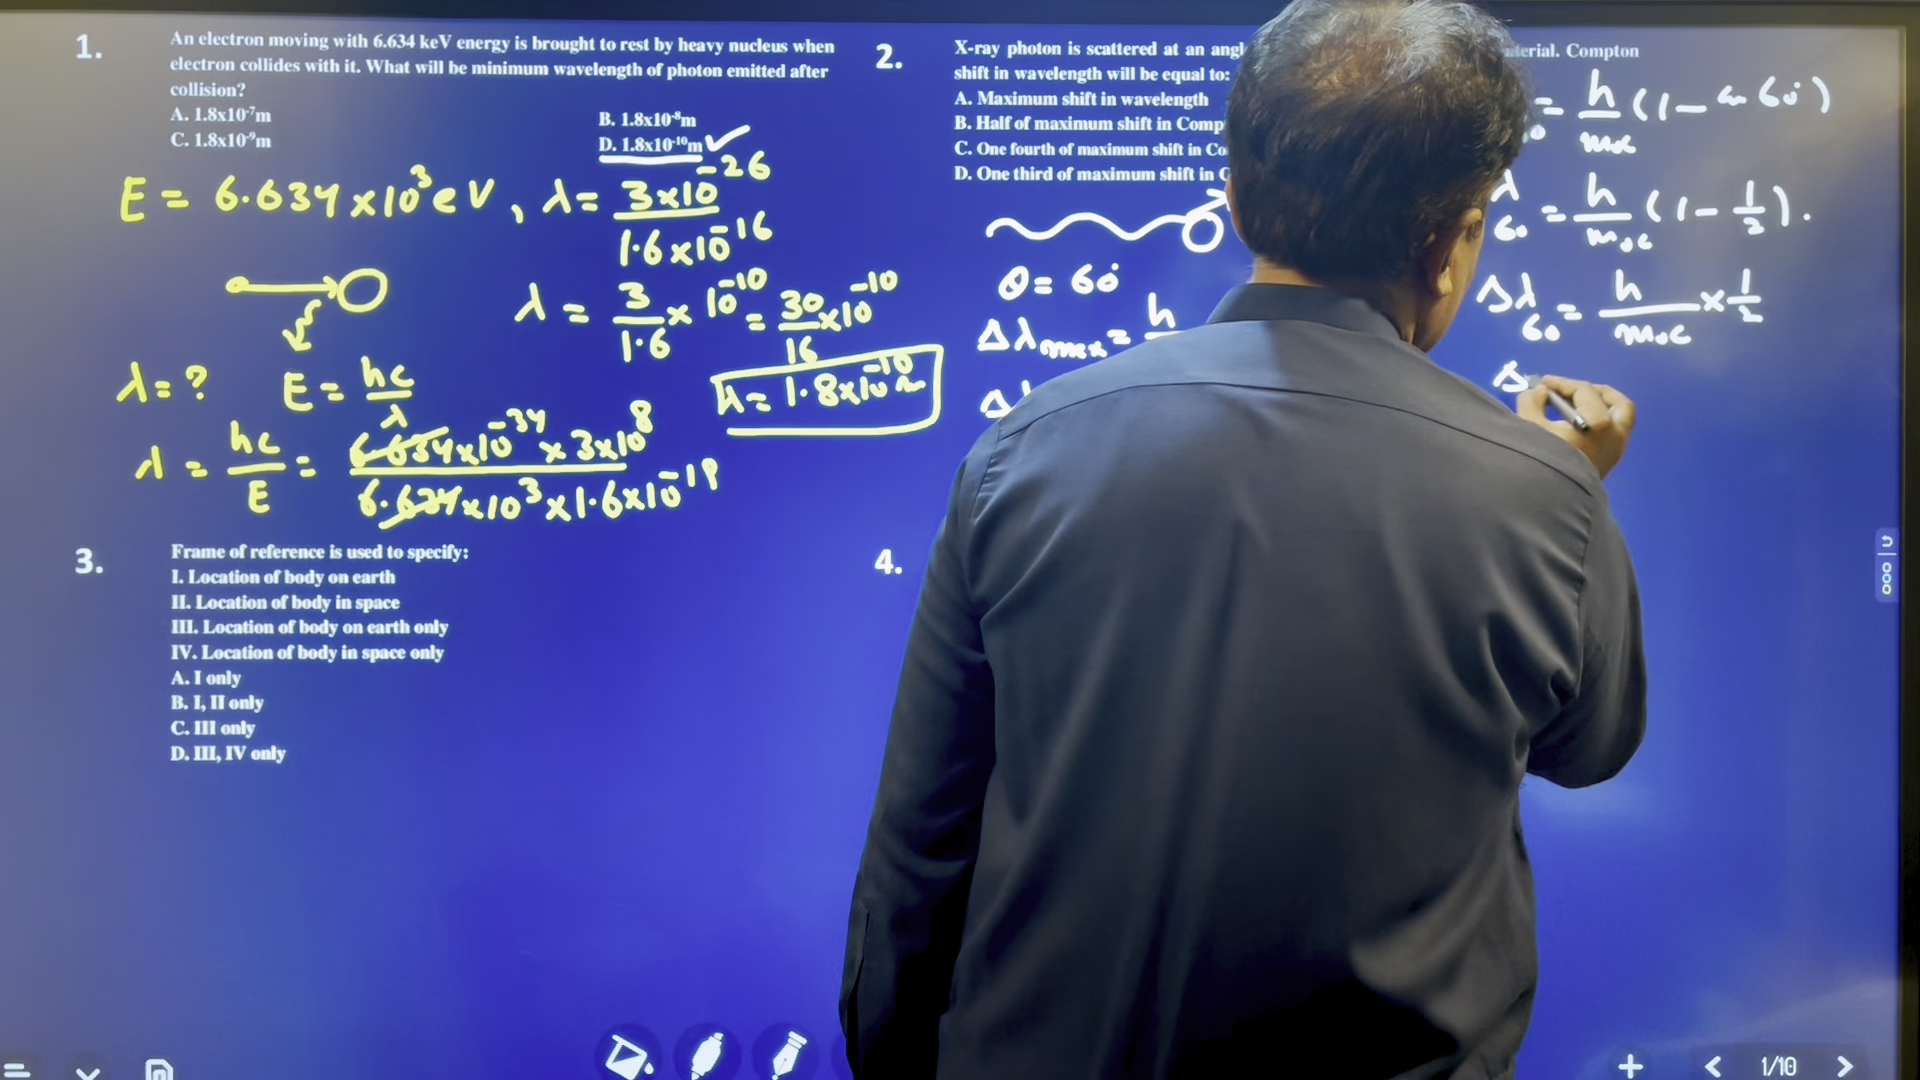 1.
An electron moving with 6.634 keV energy is brought to rest by heavy nucleus when
electron collides with it. What will be minimum wavelength of photon emitted after
collision?
A. 1.8x10⁻⁷m
B. 1.8x10⁻⁸m
C. 1.8x10⁻⁹m
D. 1.8x10⁻¹⁰m ✓
E = 6.634 x 10³ eV , λ = 3x10⁻²⁶ / 1.6x10⁻¹⁶
λ = 3/1.6 x 10⁻¹⁰ = 30/16 x10⁻¹⁰
λ = 1.8x10⁻¹⁰ m
λ = ? E = hc/λ
λ = hc/E = 6.634x10⁻³⁴ x 3x10⁸ / 6.634x10³x1.6x10⁻¹⁹
2.
X-ray photon is scattered at an Compton
shift in wavelength will be equal to:
A. Maximum shift in wavelength
B. Half of maximum shift in
C. One fourth of maximum shift in
D. One third of maximum shift in
θ = 60°
Δλmax = h
= h/m₀c (1 - cos 60°)
λ60 = h/m₀c (1 - 1/2).
Δλ60 = h/m₀c x 1/2
Δ
3.
Frame of reference is used to specify:
I. Location of body on earth
II. Location of body in space
III. Location of body on earth only
IV. Location of body in space only
A. I only
B. I, II only
C. III only
D. III, IV only
4.
1/10